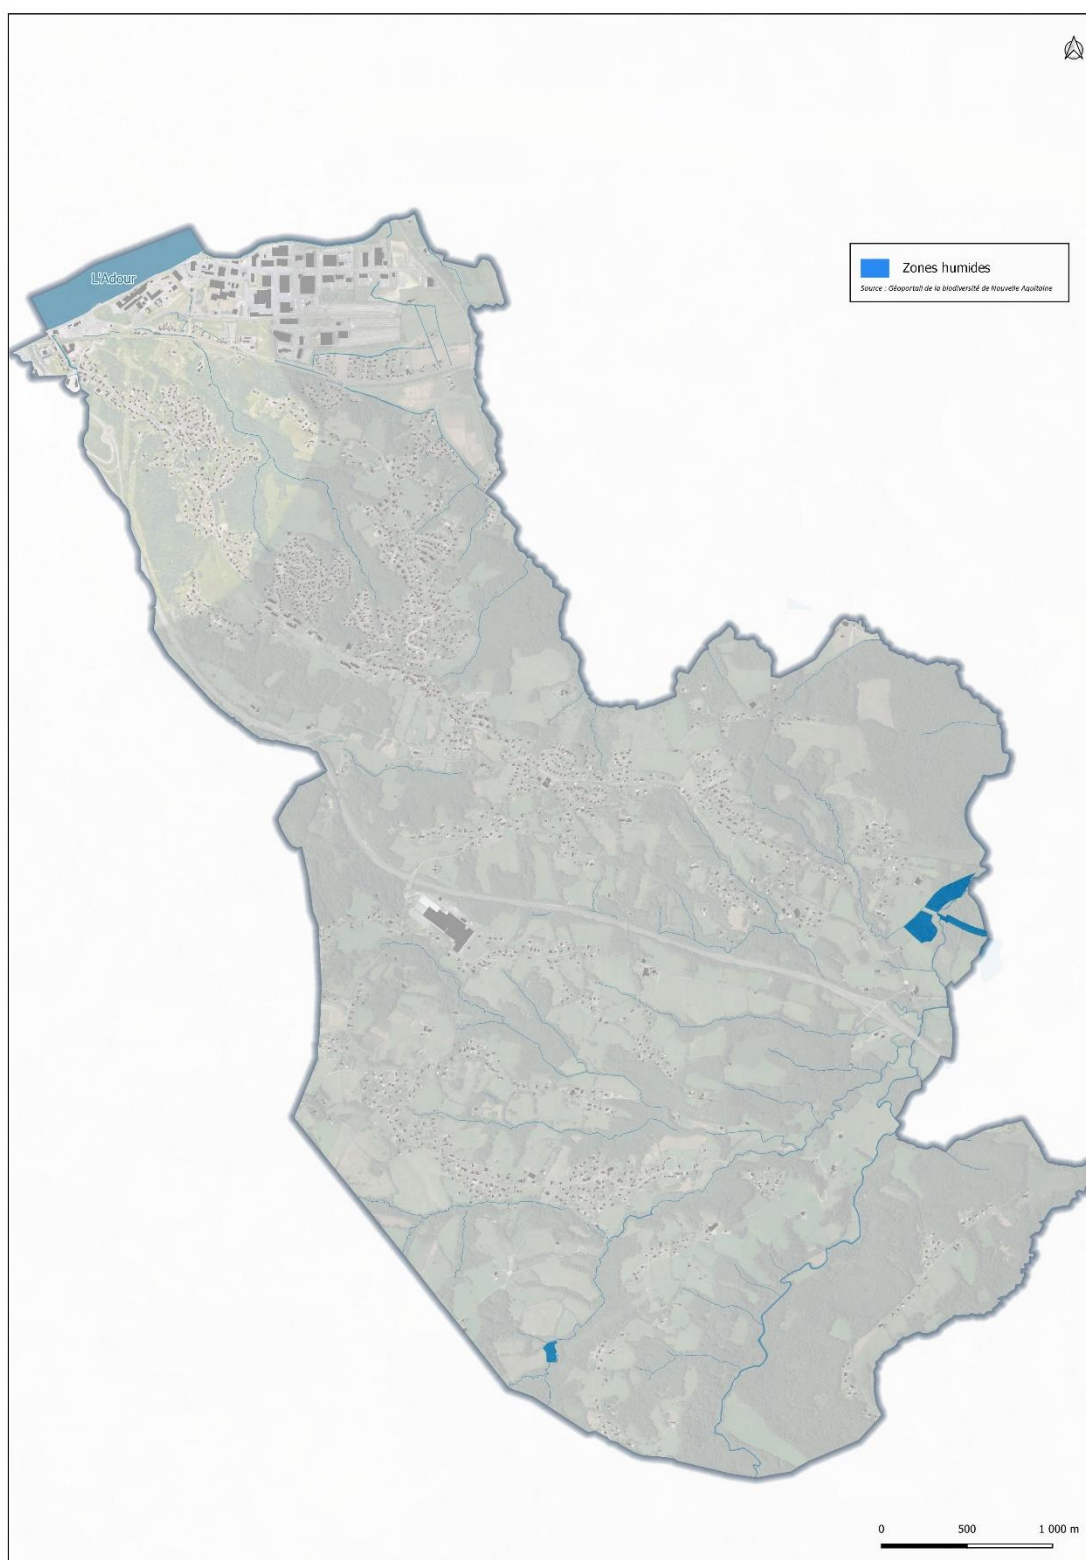 L'Adour
Zones humides
Source : Géoportail de la biodiversité de Nouvelle Aquitaine
0 500 1 000 m